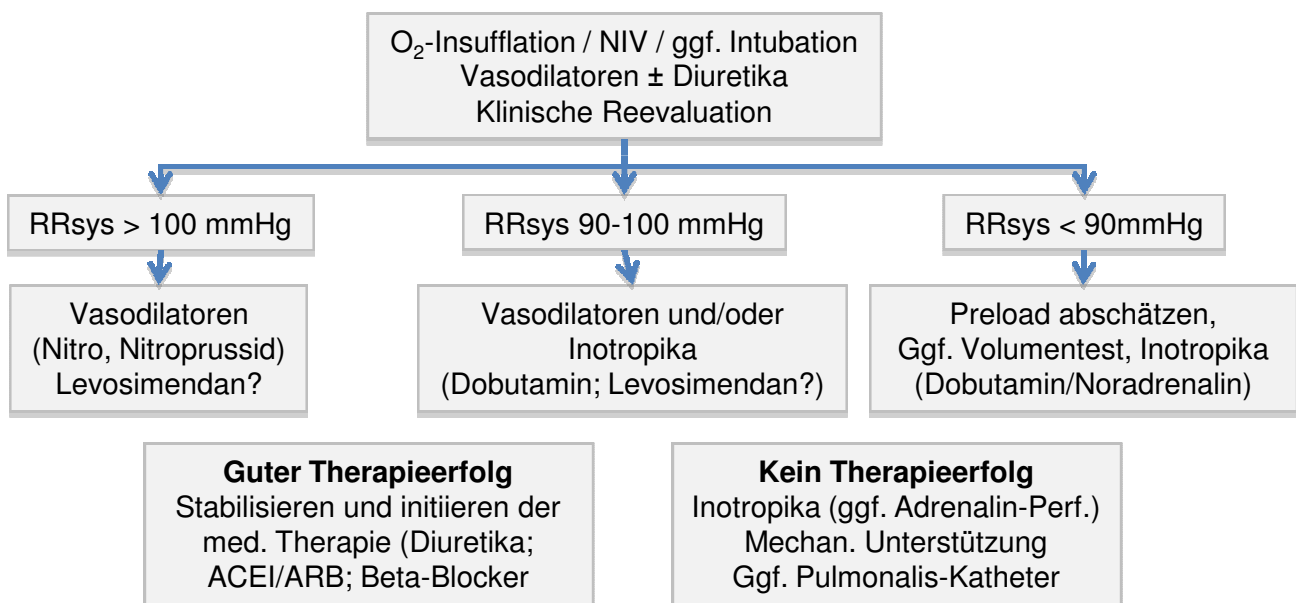 O₂-Insufflation / NIV / ggf. Intubation
Vasodilatoren ± Diuretika
Klinische Reevaluation
RRsys > 100 mmHg
RRsys 90-100 mmHg
RRsys < 90mmHg
Vasodilatoren
(Nitro, Nitroprussid)
Levosimendan?
Vasodilatoren und/oder
Inotropika
(Dobutamin; Levosimendan?)
Preload abschätzen,
Ggf. Volumentest, Inotropika
(Dobutamin/Noradrenalin)
Guter Therapieerfolg
Stabilisieren und initiieren der
med. Therapie (Diuretika;
ACEI/ARB; Beta-Blocker
Kein Therapieerfolg
Inotropika (ggf. Adrenalin-Perf.)
Mechan. Unterstützung
Ggf. Pulmonalis-Katheter